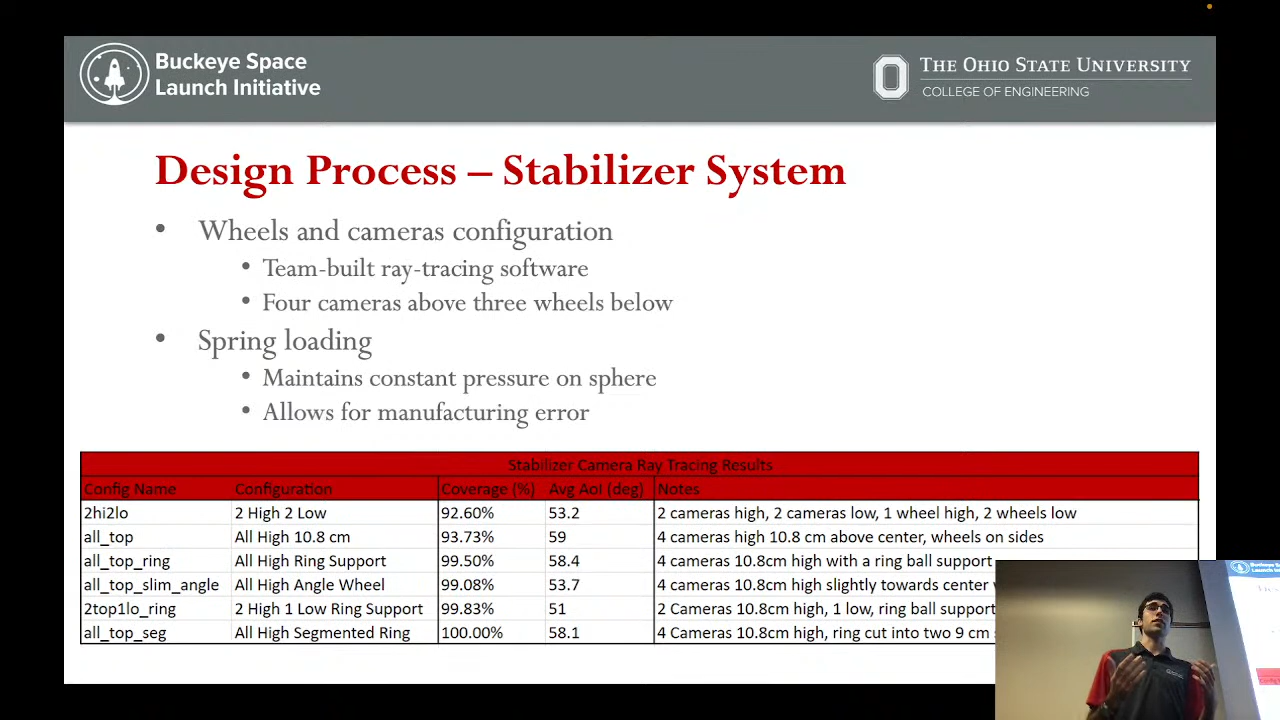 Buckeye Space
Launch Initiative
THE OHIO STATE UNIVERSITY
COLLEGE OF ENGINEERING
Design Process – Stabilizer System
• Wheels and cameras configuration
• Team-built ray-tracing software
• Four cameras above three wheels below
• Spring loading
• Maintains constant pressure on sphere
• Allows for manufacturing error
Stabilizer Camera Ray Tracing Results
Config Name Configuration Coverage (%) Avg AoI (deg) Notes
2hi2lo 2 High 2 Low 92.60% 53.2 2 cameras high, 2 cameras low, 1 wheel high, 2 wheels low
all_top All High 10.8 cm 93.73% 59 4 cameras high 10.8 cm above center, wheels on sides
all_top_ring All High Ring Support 99.50% 58.4 4 cameras 10.8cm high with a ring ball support
all_top_slim_angle All High Angle Wheel 99.08% 53.7 4 cameras 10.8cm high slightly towards center
2top1lo_ring 2 High 1 Low Ring Support 99.83% 51 2 Cameras 10.8cm high, 1 low, ring ball support
all_top_seg All High Segmented Ring 100.00% 58.1 4 Cameras 10.8cm high, ring cut into two 9 cm